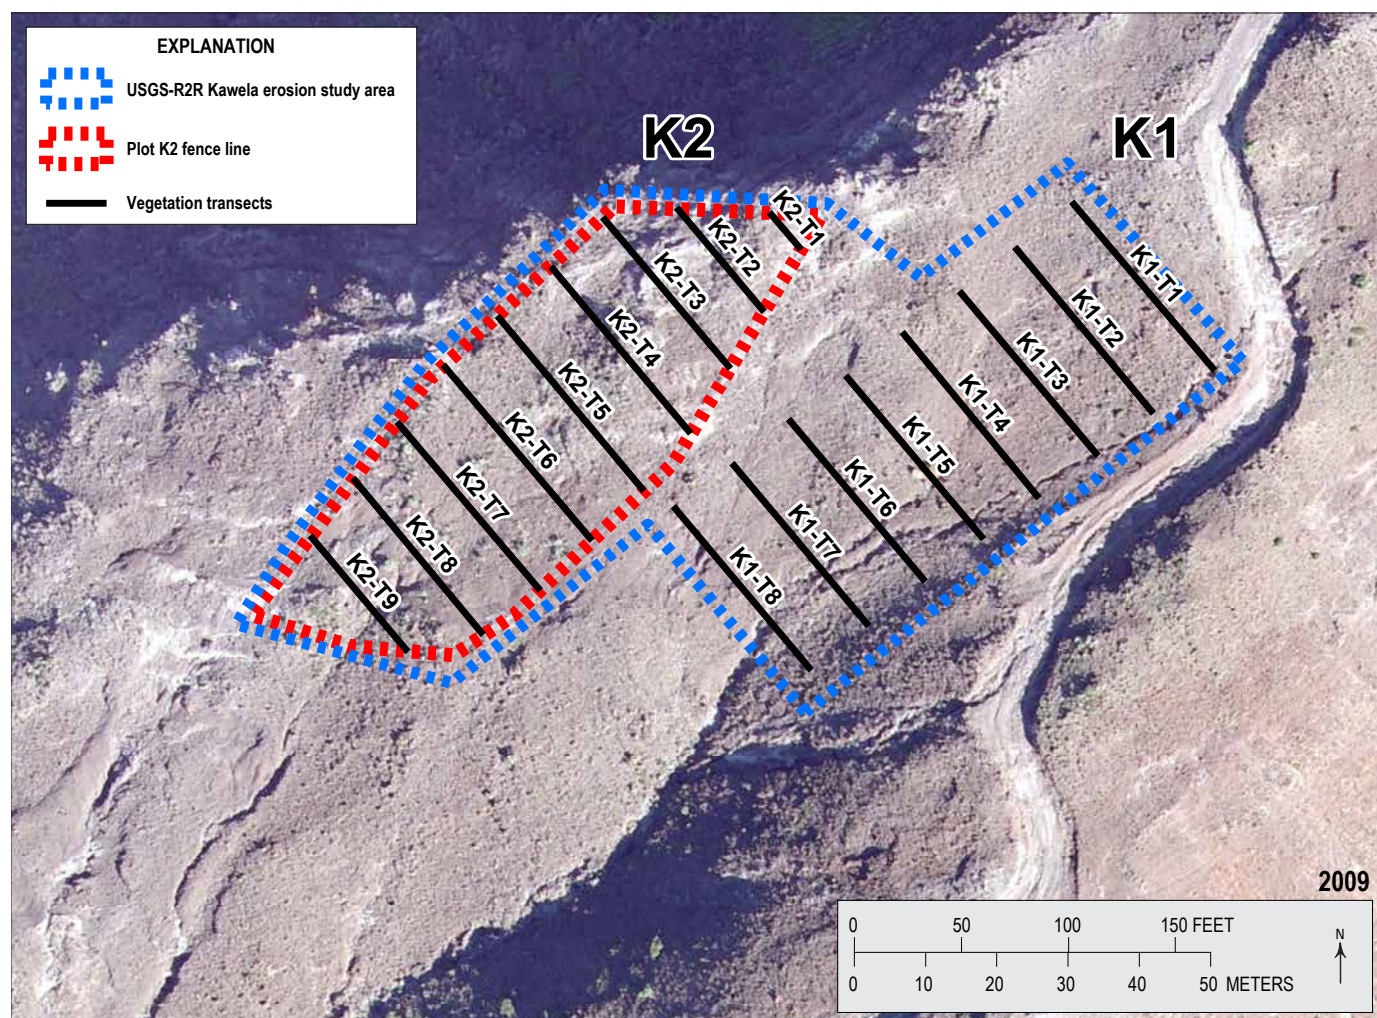 EXPLANATION
USGS-R2R Kawela erosion study area
Plot K2 fence line
Vegetation transects
K2
K1
K2-T1
K2-T2
K2-T3
K2-T4
K2-T5
K2-T6
K2-T7
K2-T8
K2-T9
K1-T1
K1-T2
K1-T3
K1-T4
K1-T5
K1-T6
K1-T7
K1-T8
2009
0 50 100 150 FEET
0 10 20 30 40 50 METERS
N